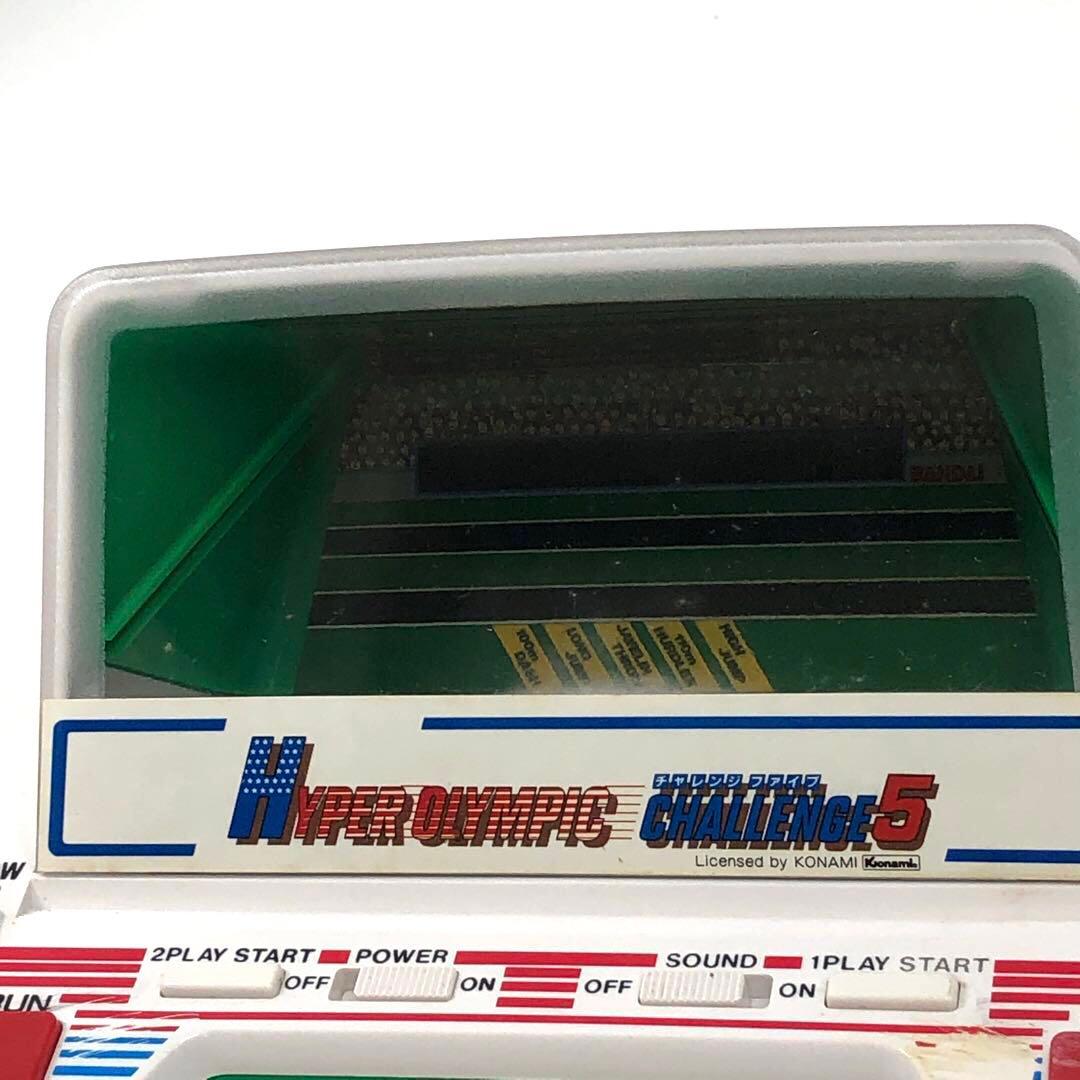 BANDAI
100m
DASH
LONG
JUMP
JAVELIN
THROW
110m
HURDLES
HIGH
JUMP
HYPER OLYMPIC
チャレンジ ファイブ
CHALLENGE 5
Licensed by KONAMI Konami
2PLAY START
POWER
OFF
ON
SOUND
OFF
ON
1PLAY START
RUN